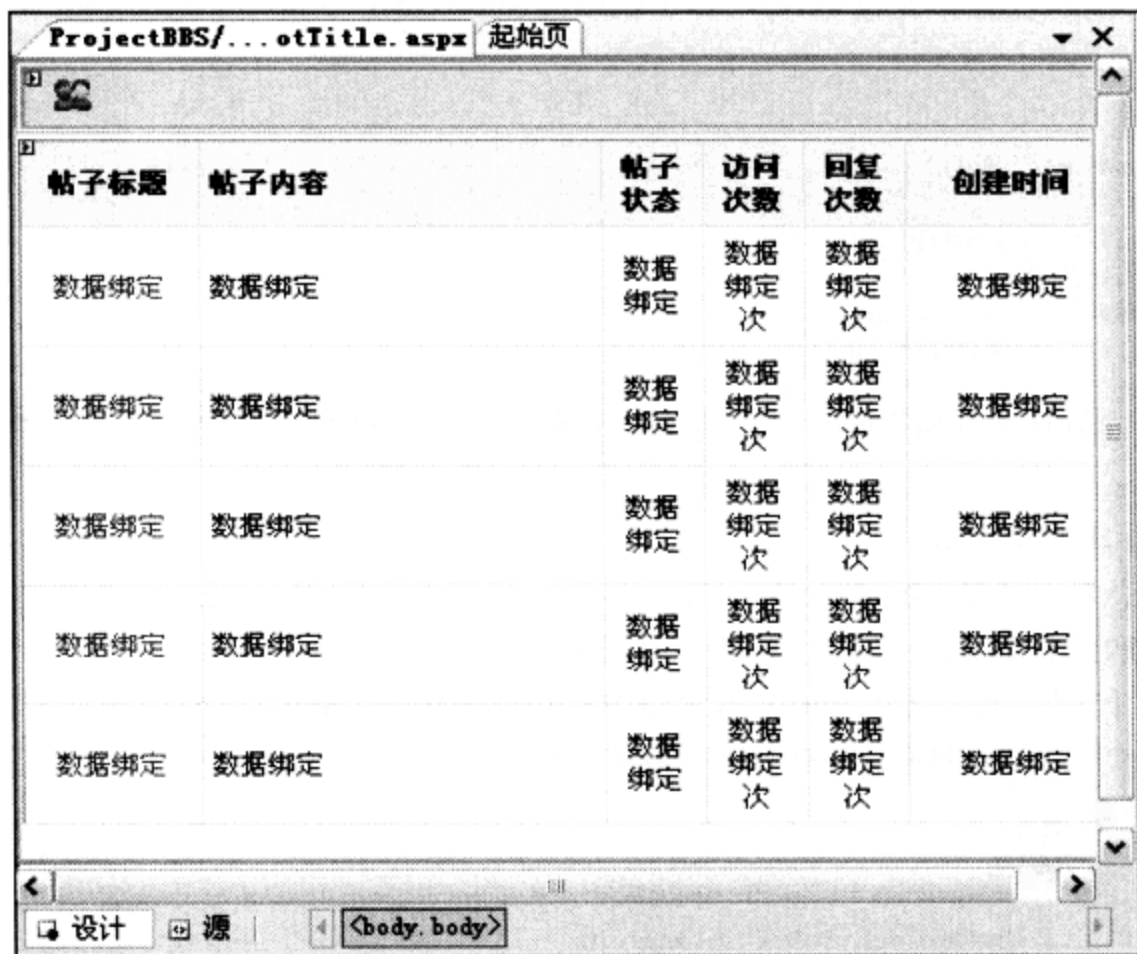 ProjectBBS/...otTitle.aspx 起始页
帖子标题 帖子内容 帖子状态 访问次数 回复次数 创建时间
数据绑定 数据绑定 数据绑定 数据绑定次 数据绑定次 数据绑定
数据绑定 数据绑定 数据绑定 数据绑定次 数据绑定次 数据绑定
数据绑定 数据绑定 数据绑定 数据绑定次 数据绑定次 数据绑定
数据绑定 数据绑定 数据绑定 数据绑定次 数据绑定次 数据绑定
数据绑定 数据绑定 数据绑定 数据绑定次 数据绑定次 数据绑定
设计 源 <body.body>